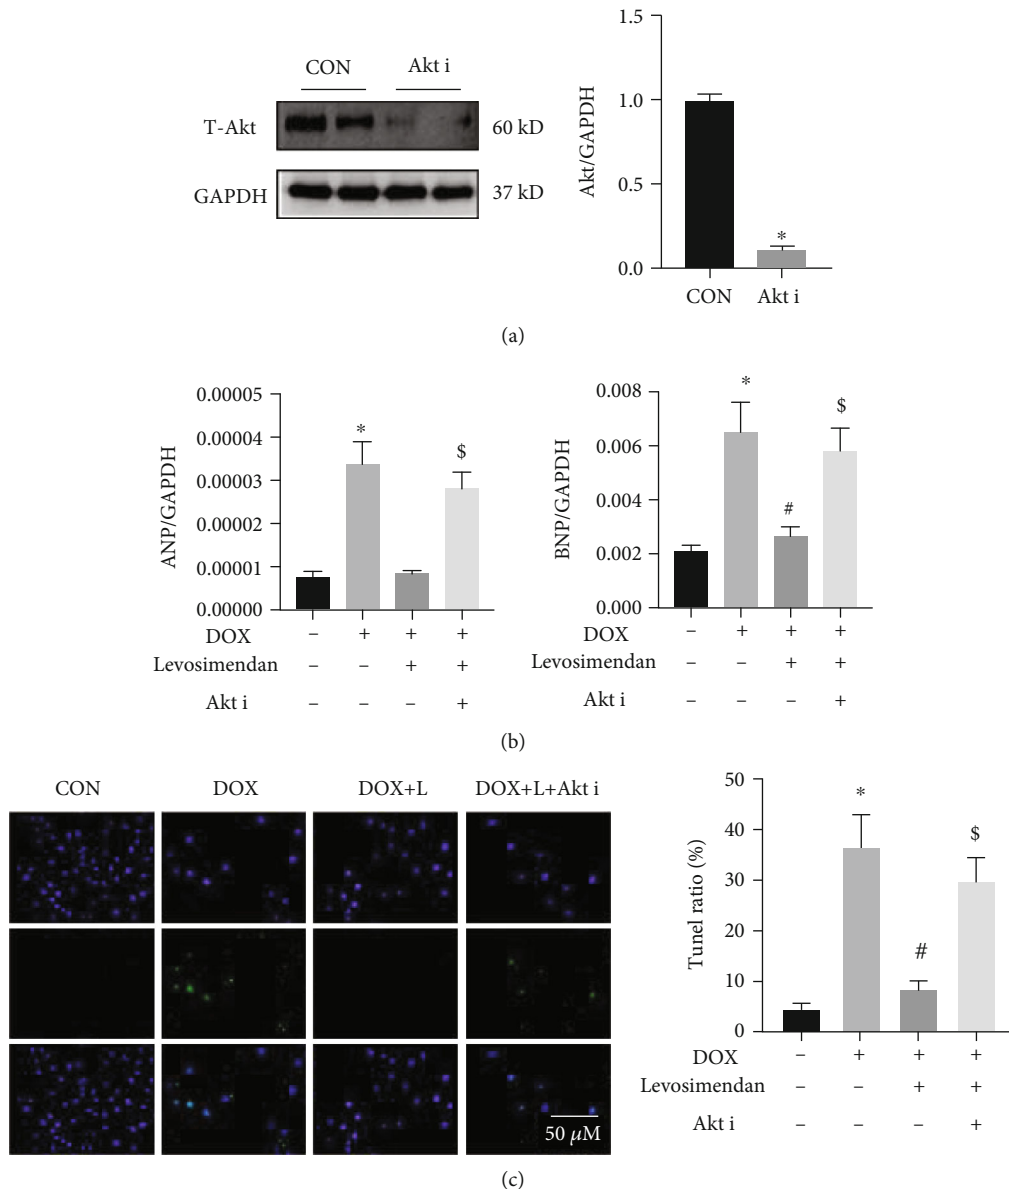 CON Akt i
T-Akt 60 kD
GAPDH 37 kD
Akt/GAPDH
1.5
1.0
0.5
0.0
*
CON Akt i
(a)
ANP/GAPDH
0.00005
0.00004
0.00003
0.00002
0.00001
0.00000
* $
DOX – + + +
Levosimendan – – + +
Akt i – – – +
BNP/GAPDH
0.008
0.006
0.004
0.002
0.000
* # $
DOX – + + +
Levosimendan – – + +
Akt i – – – +
(b)
CON DOX DOX+L DOX+L+Akt i
50 μM
Tunel ratio (%)
50
40
30
20
10
0
* # $
DOX – + + +
Levosimendan – – + +
Akt i – – – +
(c)